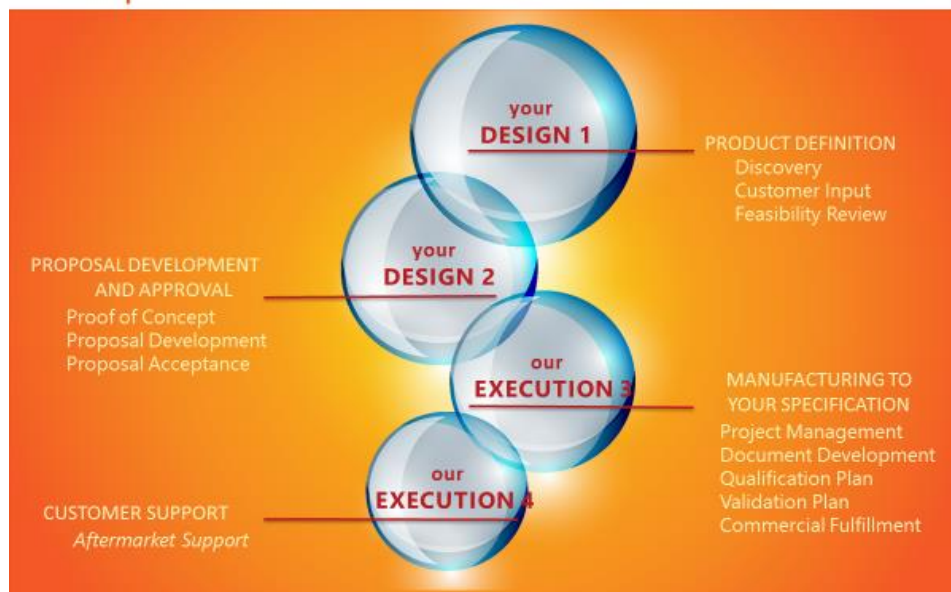 your
DESIGN 1
PRODUCT DEFINITION
Discovery
Customer Input
Feasibility Review
your
DESIGN 2
PROPOSAL DEVELOPMENT
AND APPROVAL
Proof of Concept
Proposal Development
Proposal Acceptance
our
EXECUTION 3
MANUFACTURING TO
YOUR SPECIFICATION
Project Management
Document Development
Qualification Plan
Validation Plan
Commercial Fulfillment
our
EXECUTION 4
CUSTOMER SUPPORT
Aftermarket Support